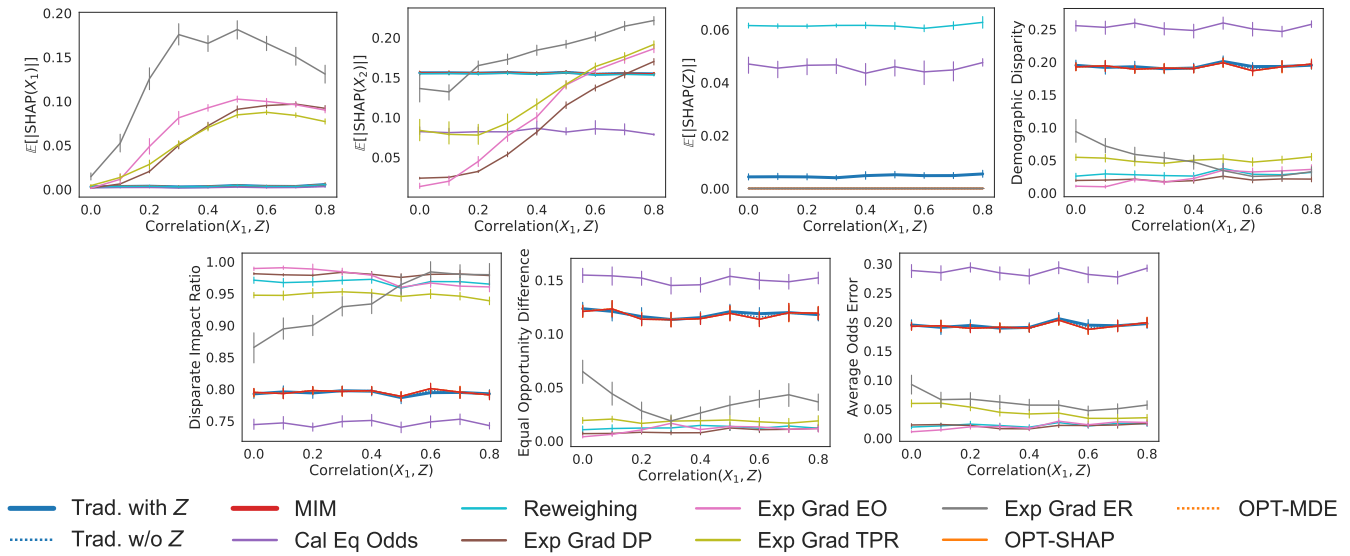 𝔼[|SHAP(X₁)|]
0.20
0.15
0.10
0.05
0.00
0.0 0.2 0.4 0.6 0.8
Correlation(X₁, Z)
𝔼[|SHAP(X₂)|]
0.20
0.15
0.10
0.05
0.0 0.2 0.4 0.6 0.8
Correlation(X₁, Z)
𝔼[|SHAP(Z)|]
0.06
0.04
0.02
0.00
0.0 0.2 0.4 0.6 0.8
Correlation(X₁, Z)
Demographic Disparity
0.25
0.20
0.15
0.10
0.05
0.00
0.0 0.2 0.4 0.6 0.8
Correlation(X₁, Z)
Disparate Impact Ratio
1.00
0.95
0.90
0.85
0.80
0.75
0.0 0.2 0.4 0.6 0.8
Correlation(X₁, Z)
Equal Opportunity Difference
0.15
0.10
0.05
0.00
0.0 0.2 0.4 0.6 0.8
Correlation(X₁, Z)
Average Odds Error
0.30
0.25
0.20
0.15
0.10
0.05
0.00
0.0 0.2 0.4 0.6 0.8
Correlation(X₁, Z)
Trad. with Z MIM Reweighing Exp Grad EO Exp Grad ER OPT-MDE
Trad. w/o Z Cal Eq Odds Exp Grad DP Exp Grad TPR OPT-SHAP